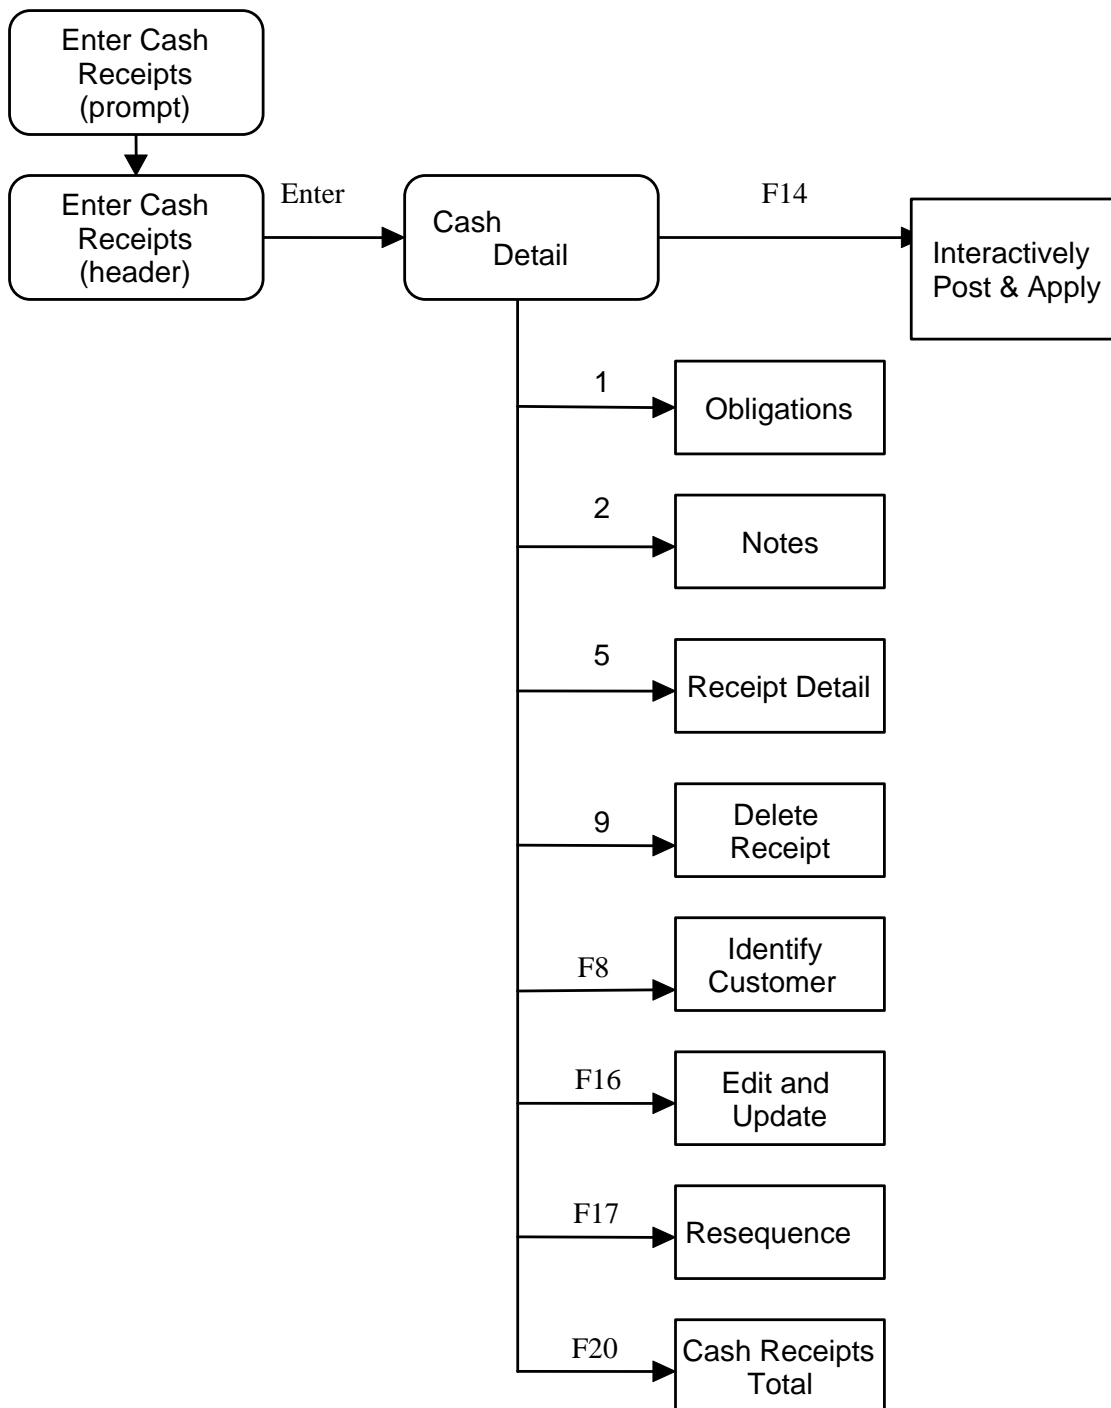 Enter Cash
Receipts
(prompt)
Enter Cash
Receipts
(header)
Enter
Cash
Detail
F14
Interactively
Post & Apply
1
Obligations
2
Notes
5
Receipt Detail
9
Delete
Receipt
F8
Identify
Customer
F16
Edit and
Update
F17
Resequence
F20
Cash Receipts
Total